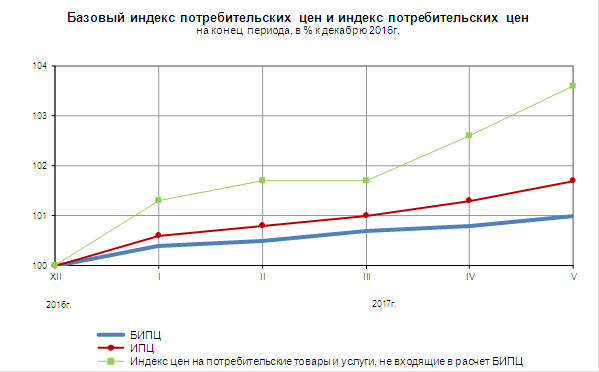 Базовый индекс потребительских цен и индекс потребительских цен
на конец периода, в % к декабрю 2016г.
104
103
102
101
100
XII I II III IV V
2016г. 2017г.
БИПЦ
ИПЦ
Индекс цен на потребительские товары и услуги, не входящие в расчет БИПЦ